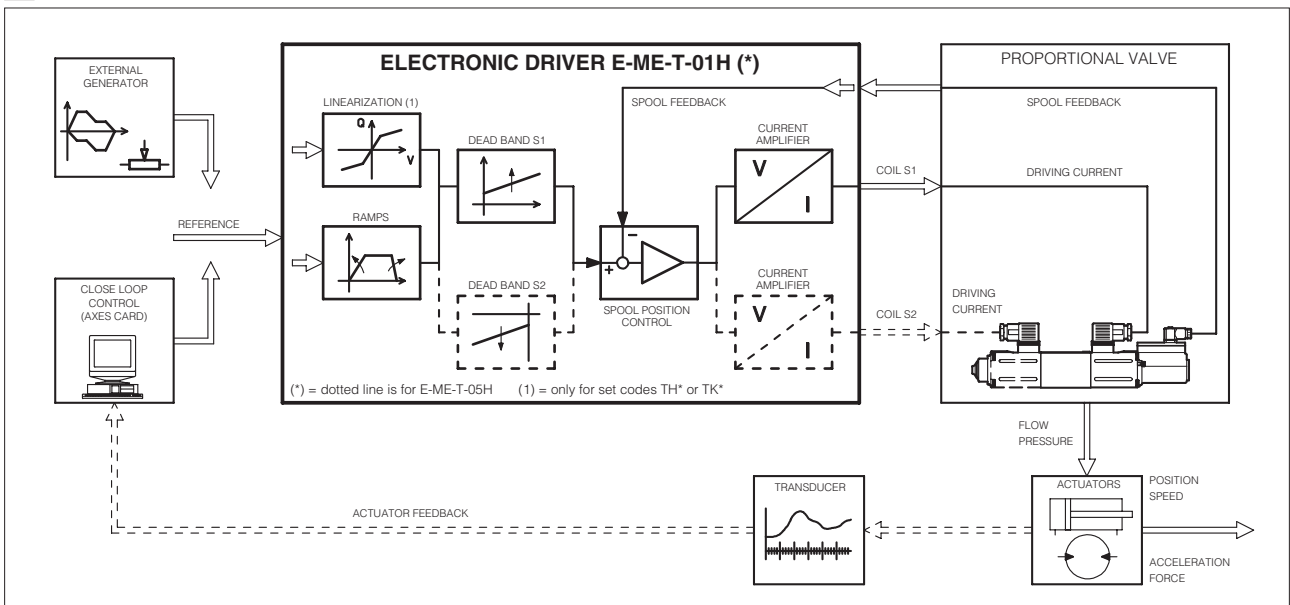 ELECTRONIC DRIVER E-ME-T-01H (*)
PROPORTIONAL VALVE
EXTERNAL
GENERATOR
LINEARIZATION (1)
Q
V
SPOOL FEEDBACK
SPOOL FEEDBACK
DEAD BAND S1
CURRENT
AMPLIFIER
V
I
COIL S1
DRIVING CURRENT
REFERENCE
RAMPS
–
+
SPOOL POSITION
CONTROL
CLOSE LOOP
CONTROL
(AXES CARD)
DEAD BAND S2
CURRENT
AMPLIFIER
V
I
COIL S2
DRIVING
CURRENT
(*) = dotted line is for E-ME-T-05H
(1) = only for set codes TH* or TK*
FLOW
PRESSURE
TRANSDUCER
ACTUATORS
POSITION
SPEED
ACTUATOR FEEDBACK
ACCELERATION
FORCE